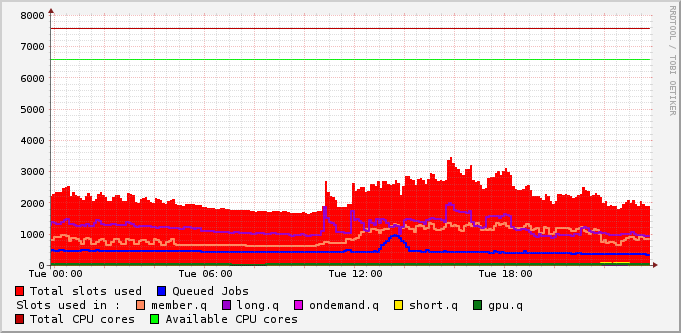 8000
7000
6000
5000
4000
3000
2000
1000
0
Tue 00:00 Tue 06:00 Tue 12:00 Tue 18:00
Total slots used Queued Jobs
Slots used in : member.q long.q ondemand.q short.q gpu.q
Total CPU cores Available CPU cores
RRDTOOL / TOBI OETIKER